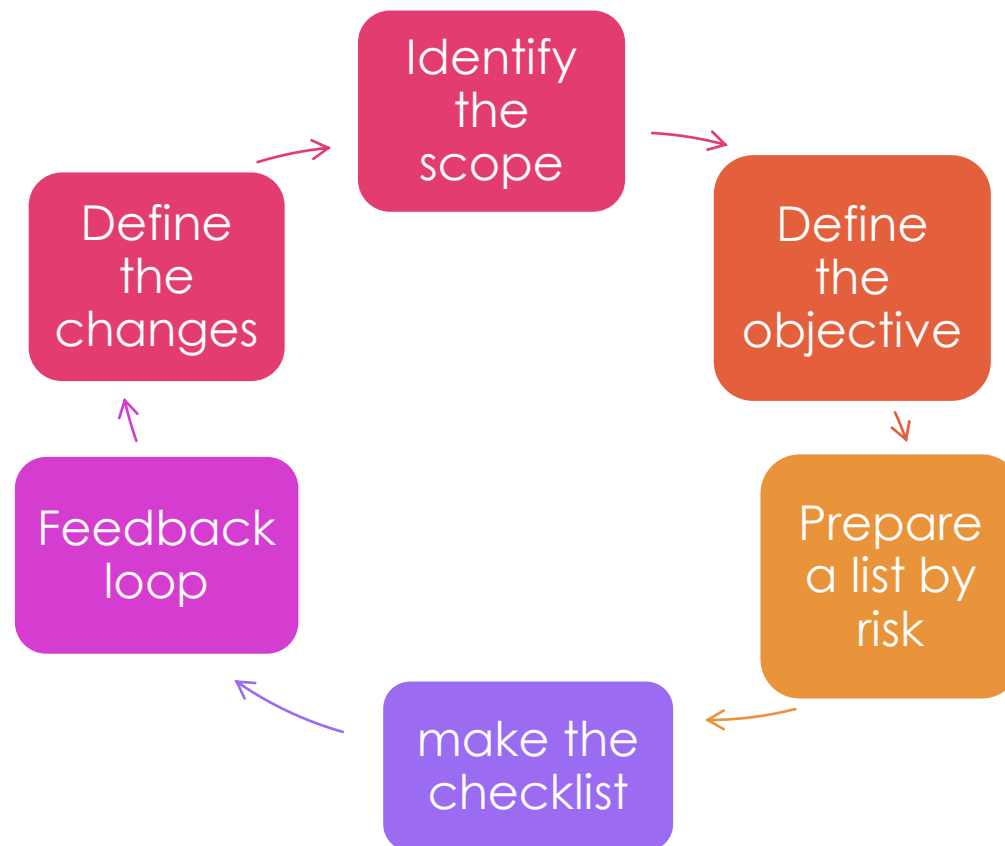 Identify
the
scope
Define
the
objective
Prepare
a list by
risk
make the
checklist
Feedback
loop
Define
the
changes